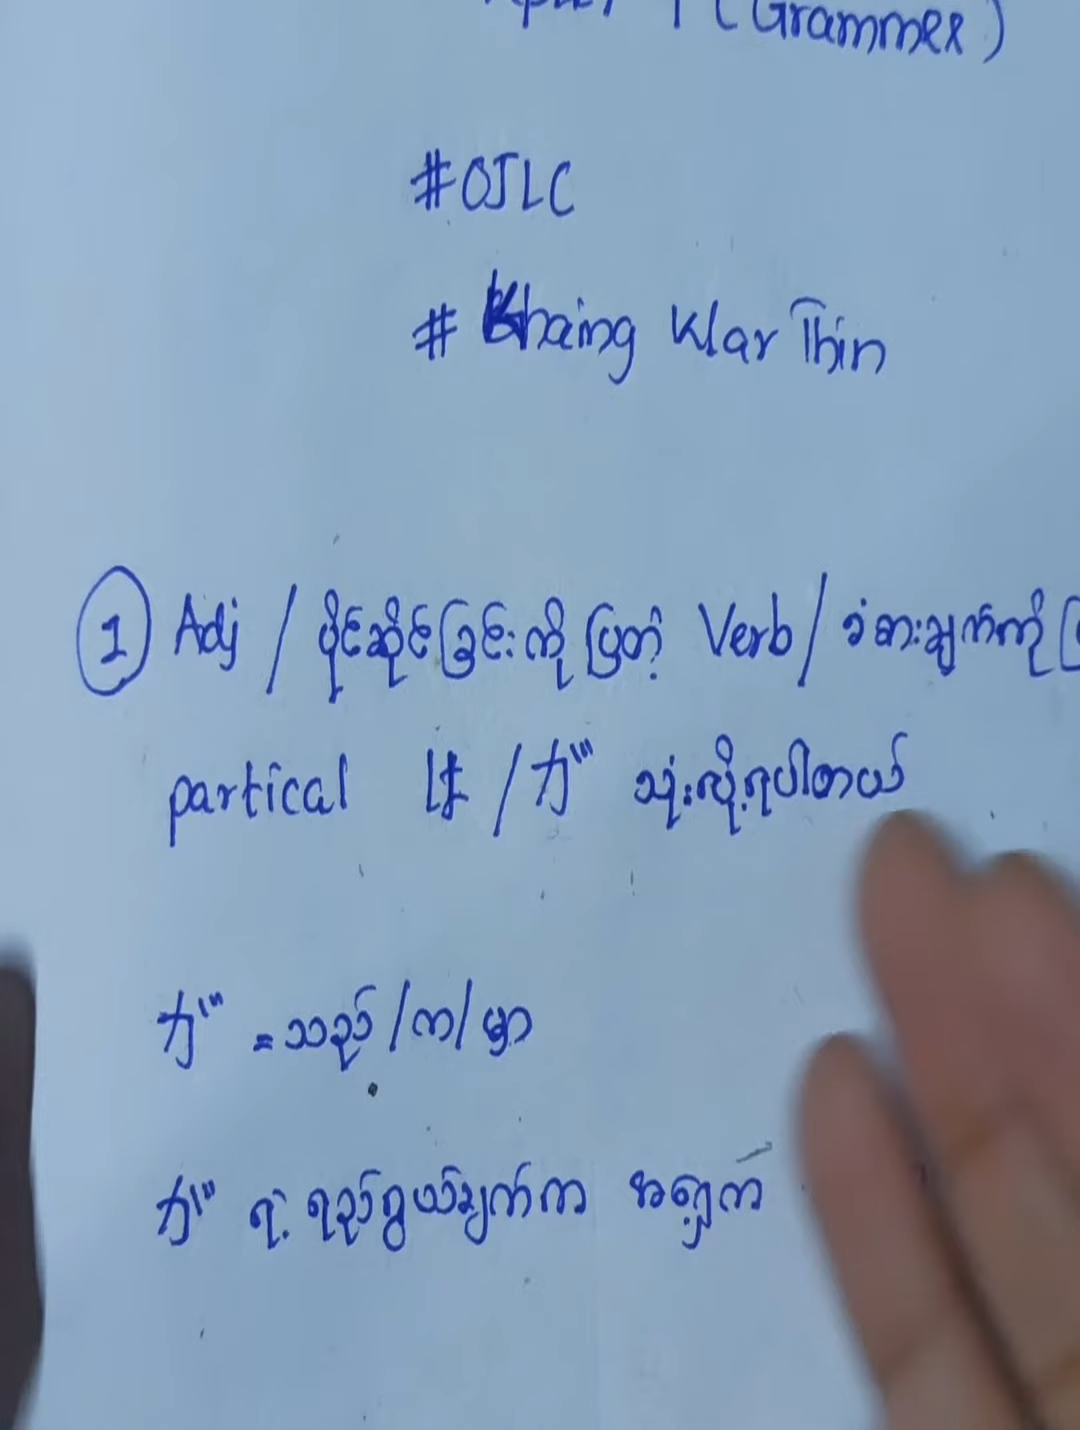 (Grammer)
#OJLC
# Khaing Klar Thin
① Adj / ပိုင်ဆိုင်ခြင်းကို ပြတဲ့ Verb / ခံစားချက်ကို
partical は / が သုံးလို့ရပါတယ်
が = သည် / က / မှာ
が ရဲ့ ရည်ရွယ်ချက်က အရှေ့က